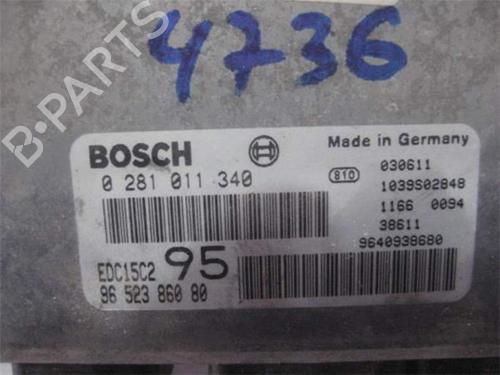 4736
B-PARTS
BOSCH
Made in Germany
0 281 011 340
810
030611
1039S02848
1166 0094
38611
9640938680
EDC15C2 95
96 523 860 80